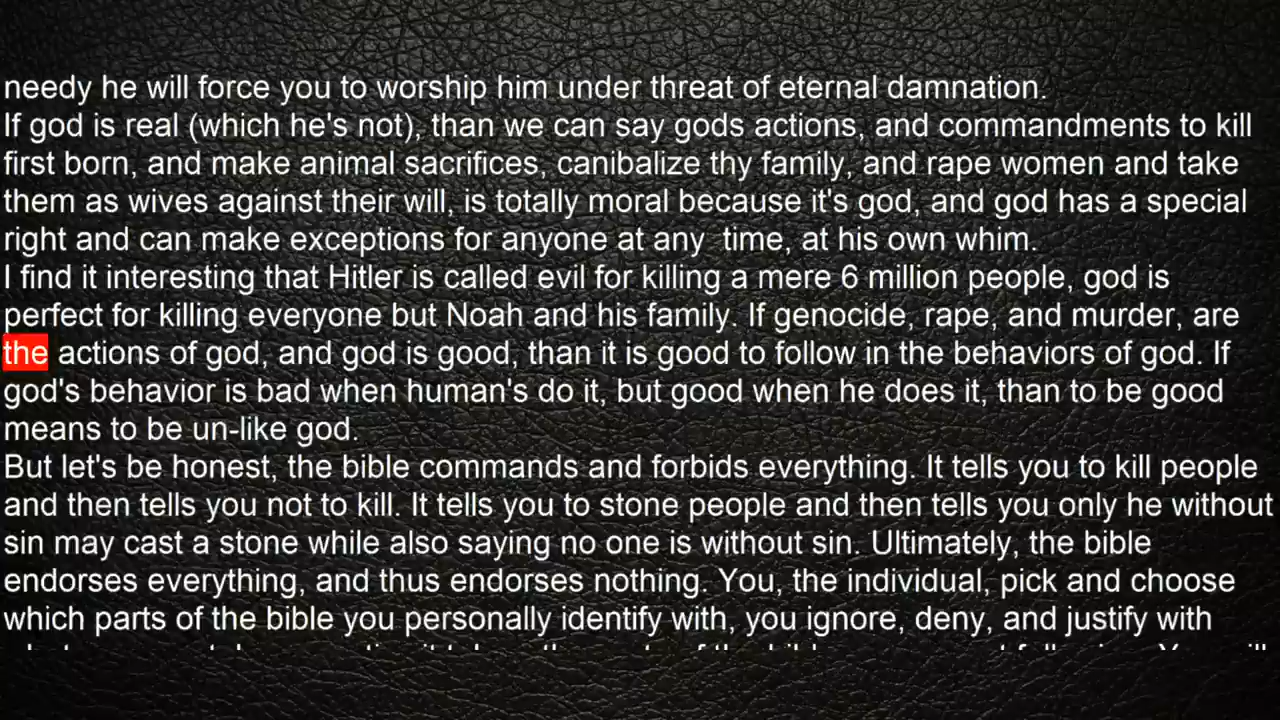 needy he will force you to worship him under threat of eternal damnation.
If god is real (which he's not), than we can say gods actions, and commandments to kill
first born, and make animal sacrifices, canibalize thy family, and rape women and take
them as wives against their will, is totally moral because it's god, and god has a special
right and can make exceptions for anyone at any  time, at his own whim.
I find it interesting that Hitler is called evil for killing a mere 6 million people, god is
perfect for killing everyone but Noah and his family. If genocide, rape, and murder, are
the actions of god, and god is good, than it is good to follow in the behaviors of god. If
god's behavior is bad when human's do it, but good when he does it, than to be good
means to be un-like god.
But let's be honest, the bible commands and forbids everything. It tells you to kill people
and then tells you not to kill. It tells you to stone people and then tells you only he without
sin may cast a stone while also saying no one is without sin. Ultimately, the bible
endorses everything, and thus endorses nothing. You, the individual, pick and choose
which parts of the bible you personally identify with, you ignore, deny, and justify with